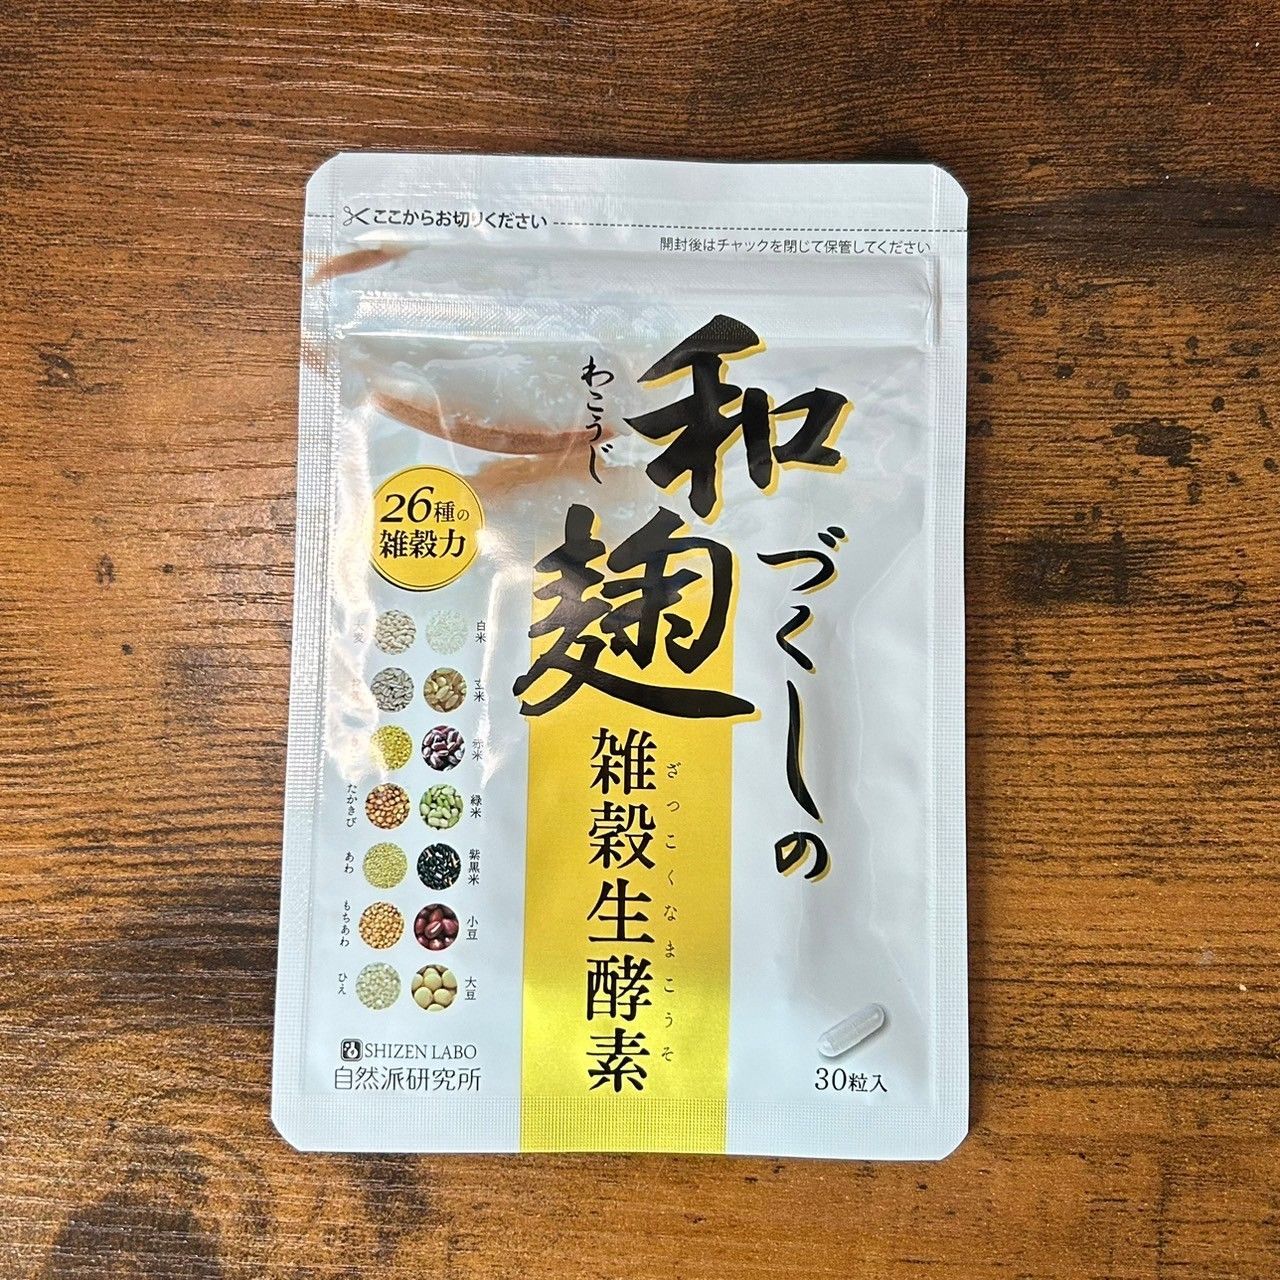 ここからお切りください
開封後はチャックを閉じて保管してください
和麹づくしの
わこうじ
雑穀生酵素
ざっこくなまこうそ
26種の
雑穀力
白米
玄米
赤米
緑米
たかきび
紫黒米
あわ
小豆
もちあわ
大豆
ひえ
SHIZEN LABO
自然派研究所
30粒入